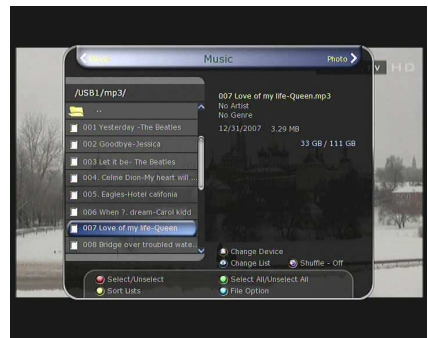 Music
Photo
TV HD
/USB1/mp3/
..
001 Yesterday -The Beatles
002 Goodbye-Jessica
003 Let it be- The Beatles
004. Celine Dion-My heart will ...
005. Eagles-Hotel califonia
006 When ?. dream-Carol kidd
007 Love of my life-Queen
008 Bridge over troubled wate..
007 Love of my life-Queen.mp3
No Artist
No Genre
12/31/2007 3.29 MB
33 GB / 111 GB
Change Device
Change List
Shuffle - Off
Select/Unselect
Select All/Unselect All
Sort Lists
File Option